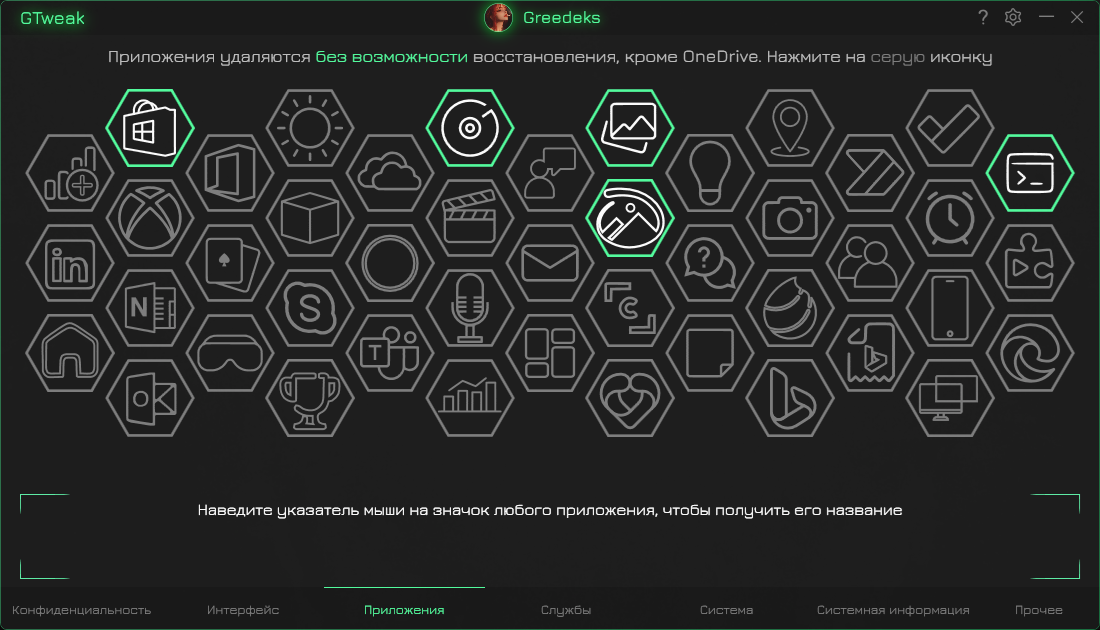 GTweak
Greedeks
?
Приложения удаляются без возможности восстановления, кроме OneDrive. Нажмите на серую иконку
in
N
T
?
Наведите указатель мыши на значок любого приложения, чтобы получить его название
Конфиденциальность Интерфейс Приложения Службы Система Системная информация Прочее